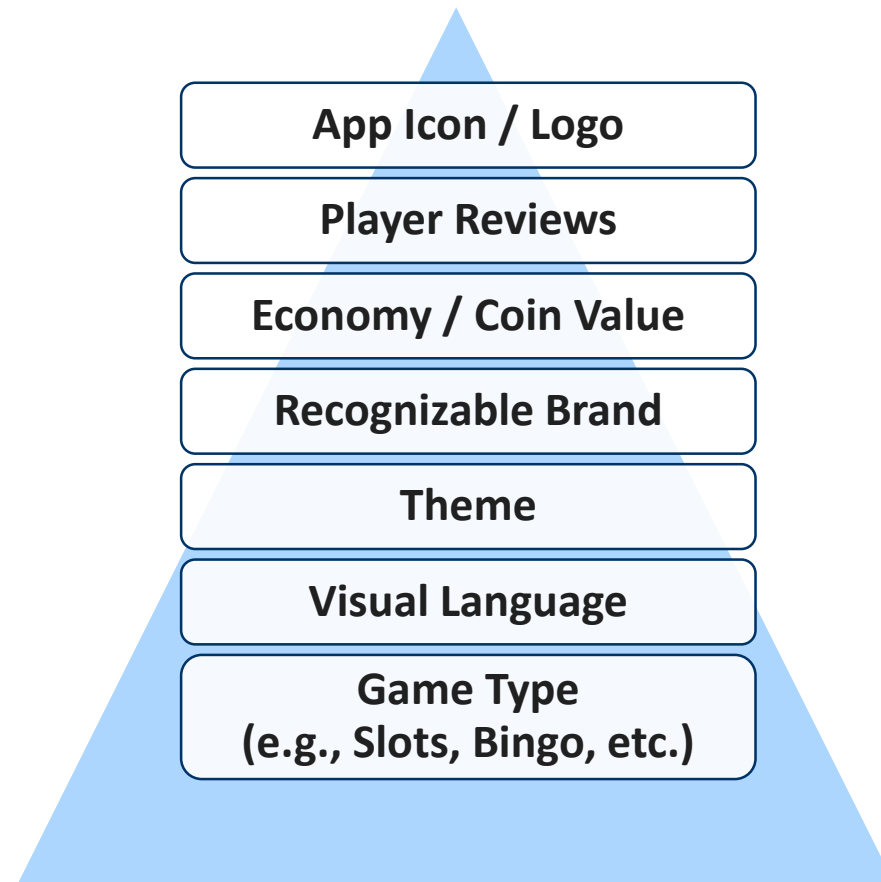 App Icon / Logo
Player Reviews
Economy / Coin Value
Recognizable Brand
Theme
Visual Language
Game Type
(e.g., Slots, Bingo, etc.)